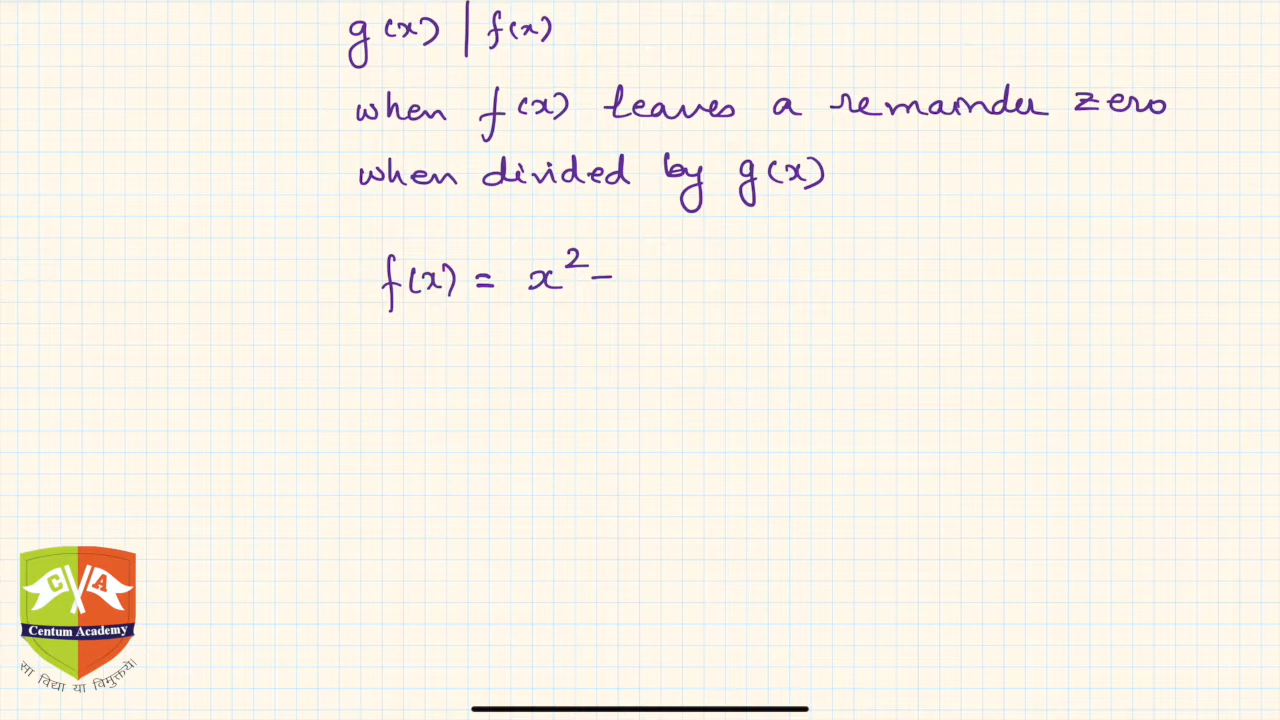 g(x) | f(x)
when f(x) leaves a remainder zero
when divided by g(x)
f(x) = x² -
C A
Centum Academy
सा विद्या या विमुक्तये।